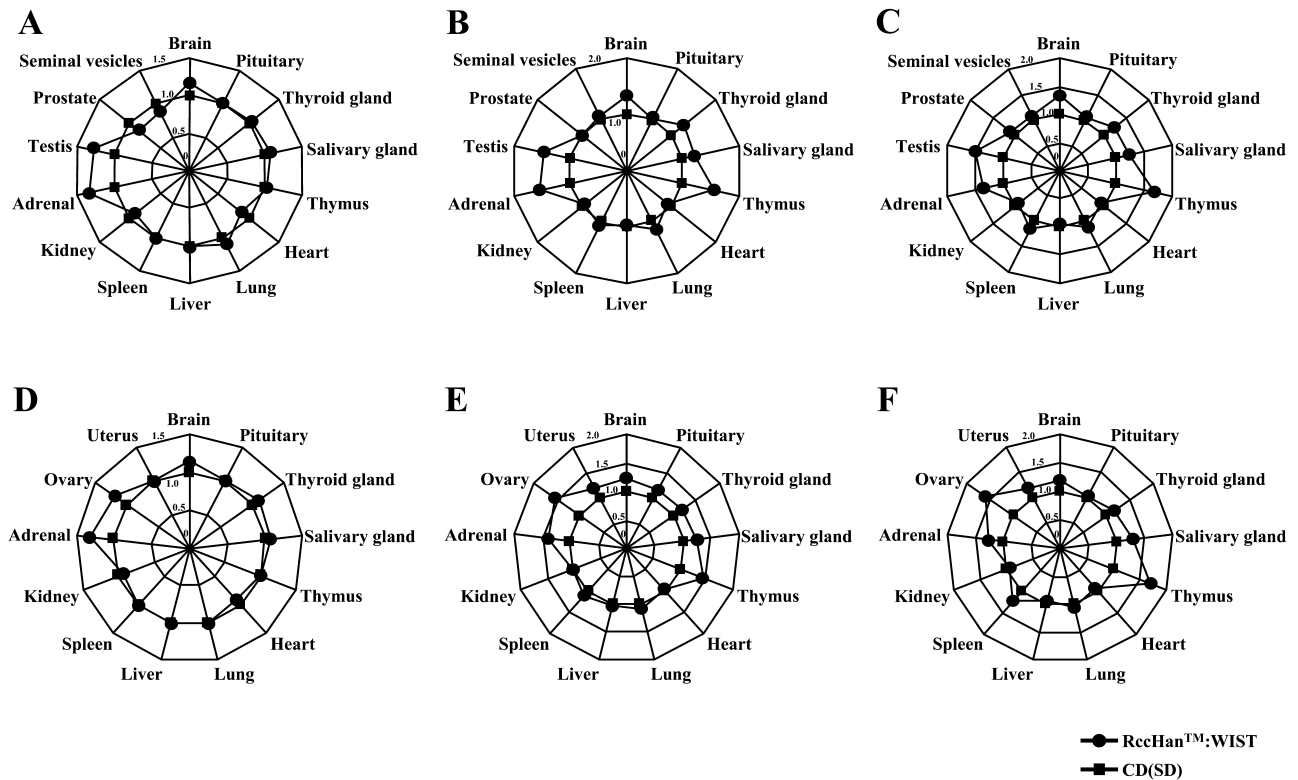 A
Brain
1.5
Seminal vesicles
Pituitary
Prostate
1.0
Thyroid gland
Testis
0.5
Salivary gland
0
Adrenal
Thymus
Kidney
Heart
Spleen
Lung
Liver
B
Brain
2.0
Seminal vesicles
Pituitary
Prostate
Thyroid gland
1.0
Testis
Salivary gland
0
Adrenal
Thymus
Kidney
Heart
Spleen
Lung
Liver
C
Brain
2.0
Seminal vesicles
Pituitary
1.5
Prostate
Thyroid gland
1.0
Testis
0.5
Salivary gland
0
Adrenal
Thymus
Kidney
Heart
Spleen
Lung
Liver
D
Brain
1.5
Uterus
Pituitary
Ovary
1.0
Thyroid gland
0.5
Adrenal
0
Salivary gland
Kidney
Thymus
Spleen
Heart
Liver
Lung
E
Brain
2.0
Uterus
Pituitary
1.5
Ovary
Thyroid gland
1.0
0.5
Adrenal
0
Salivary gland
Kidney
Thymus
Spleen
Heart
Liver
Lung
F
Brain
2.0
Uterus
Pituitary
1.5
Ovary
Thyroid gland
1.0
0.5
Adrenal
0
Salivary gland
Kidney
Thymus
Spleen
Heart
Liver
Lung
RccHan™:WIST
CD(SD)